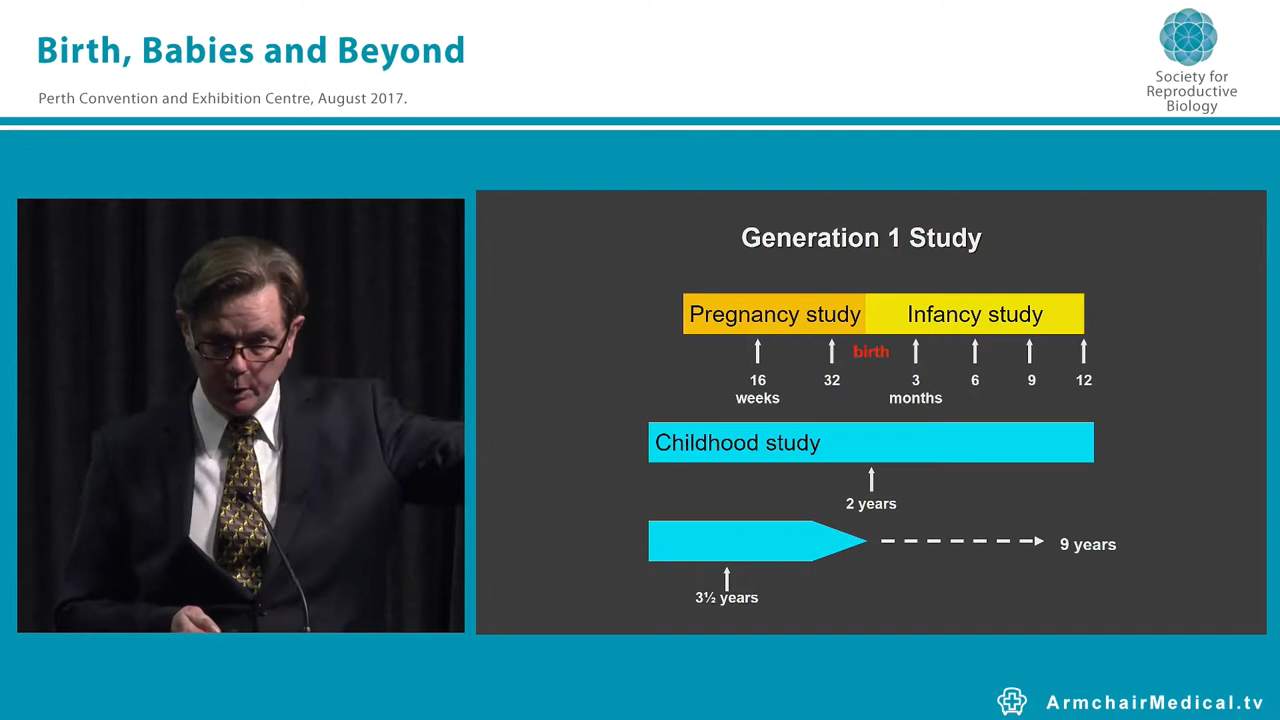 Birth, Babies and Beyond
Perth Convention and Exhibition Centre, August 2017.
Society for
Reproductive
Biology
Generation 1 Study
Pregnancy study
Infancy study
birth
16
weeks
32
3
months
6
9
12
Childhood study
2 years
9 years
3½ years
ArmchairMedical.tv